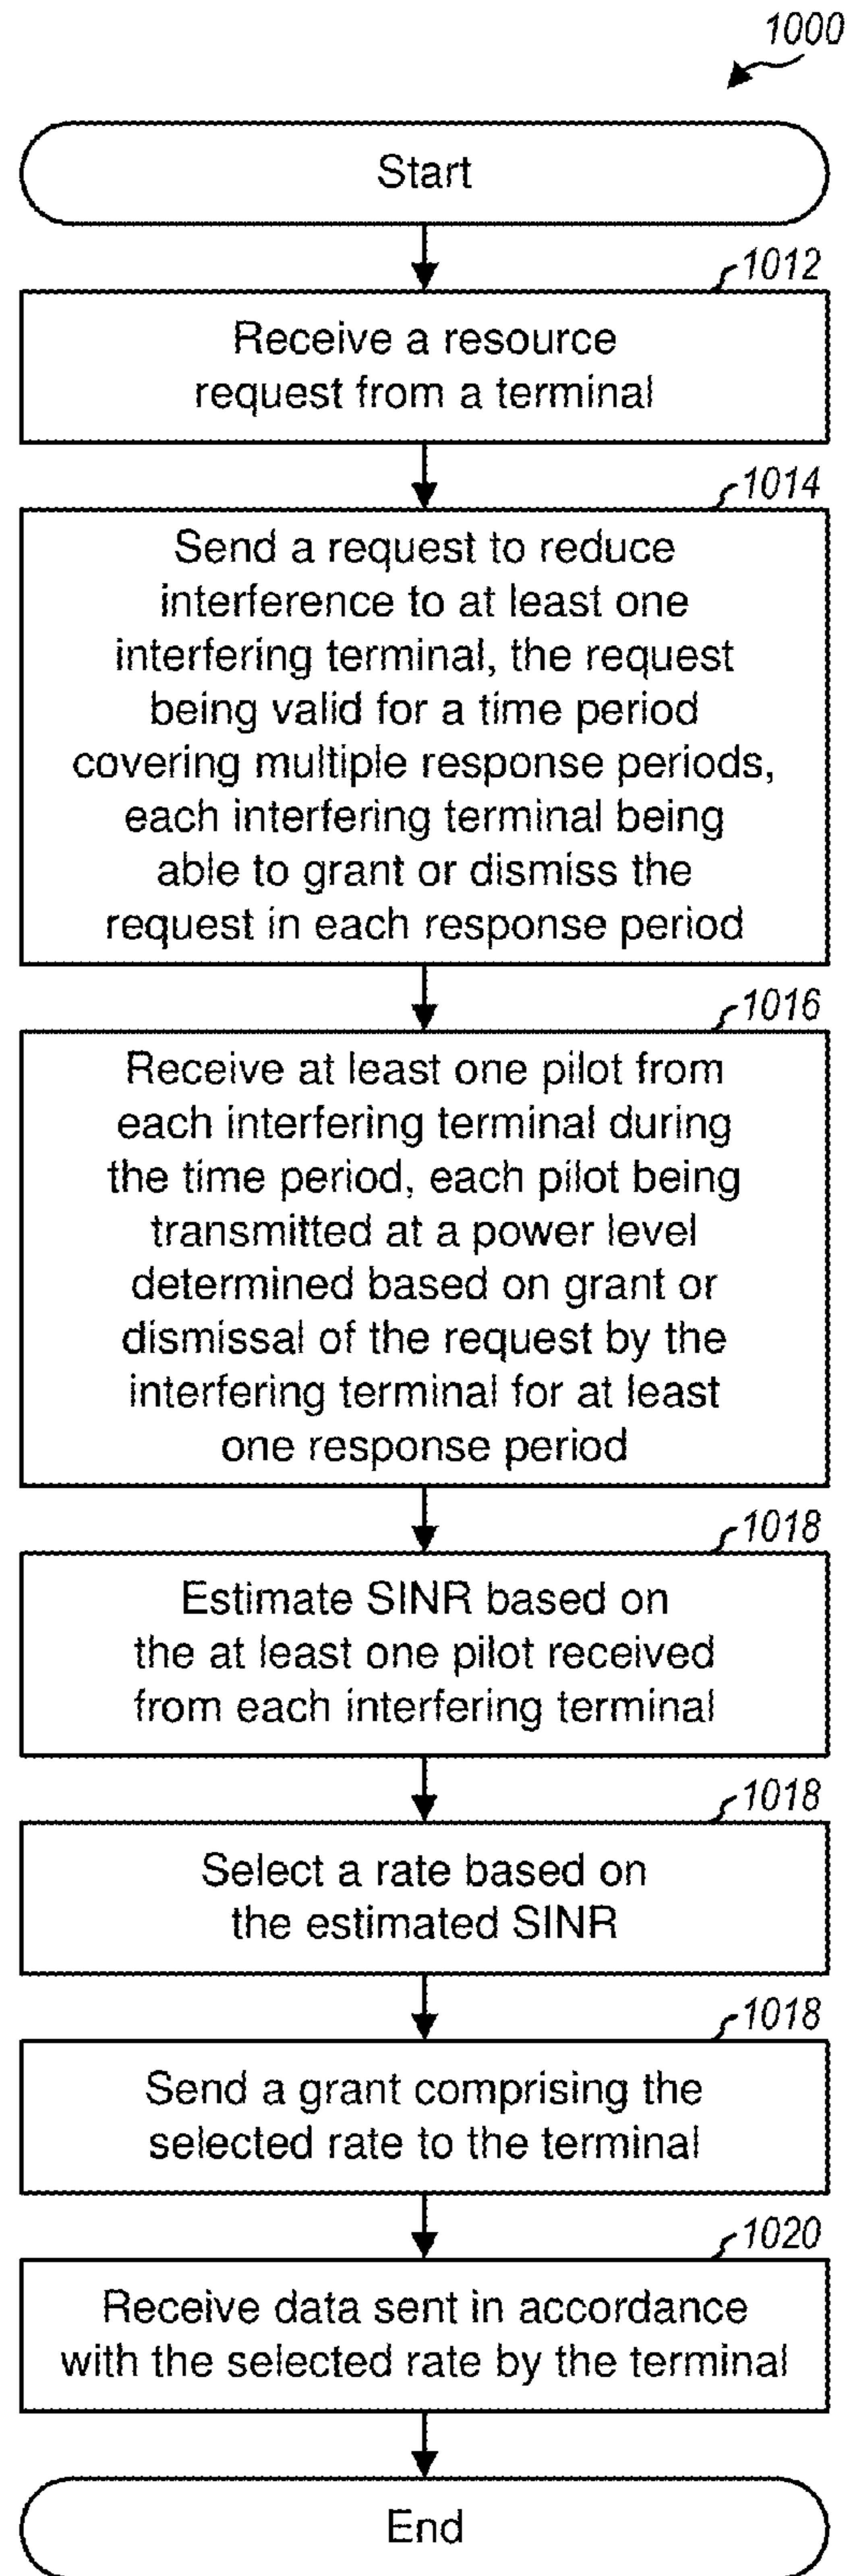 1000
Start
1012
Receive a resource
request from a terminal
1014
Send a request to reduce
interference to at least one
interfering terminal, the request
being valid for a time period
covering multiple response periods,
each interfering terminal being
able to grant or dismiss the
request in each response period
1016
Receive at least one pilot from
each interfering terminal during
the time period, each pilot being
transmitted at a power level
determined based on grant or
dismissal of the request by the
interfering terminal for at least
one response period
1018
Estimate SINR based on
the at least one pilot received
from each interfering terminal
1018
Select a rate based on
the estimated SINR
1018
Send a grant comprising the
selected rate to the terminal
1020
Receive data sent in accordance
with the selected rate by the terminal
End